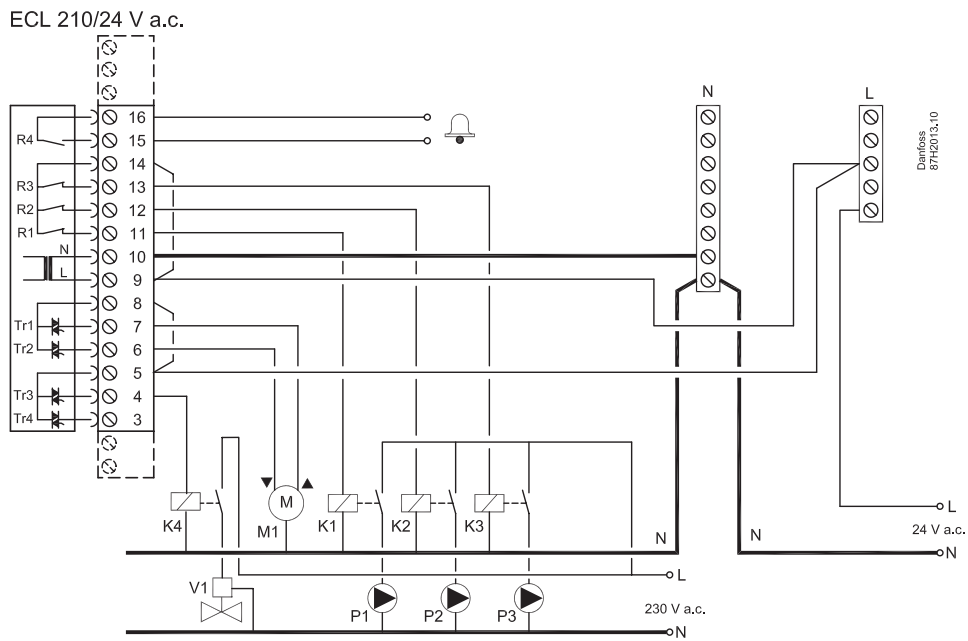 ECL 210/24 V a.c.
N
L
Danfoss
87H2013.10
16
R4
15
14
R3
13
R2
12
R1
11
N
10
L
9
8
Tr1
7
Tr2
6
5
Tr3
4
Tr4
3
M
K4
M1
K1
K2
K3
N
N
L
24 V a.c.
N
L
V1
P1
P2
P3
230 V a.c.
N